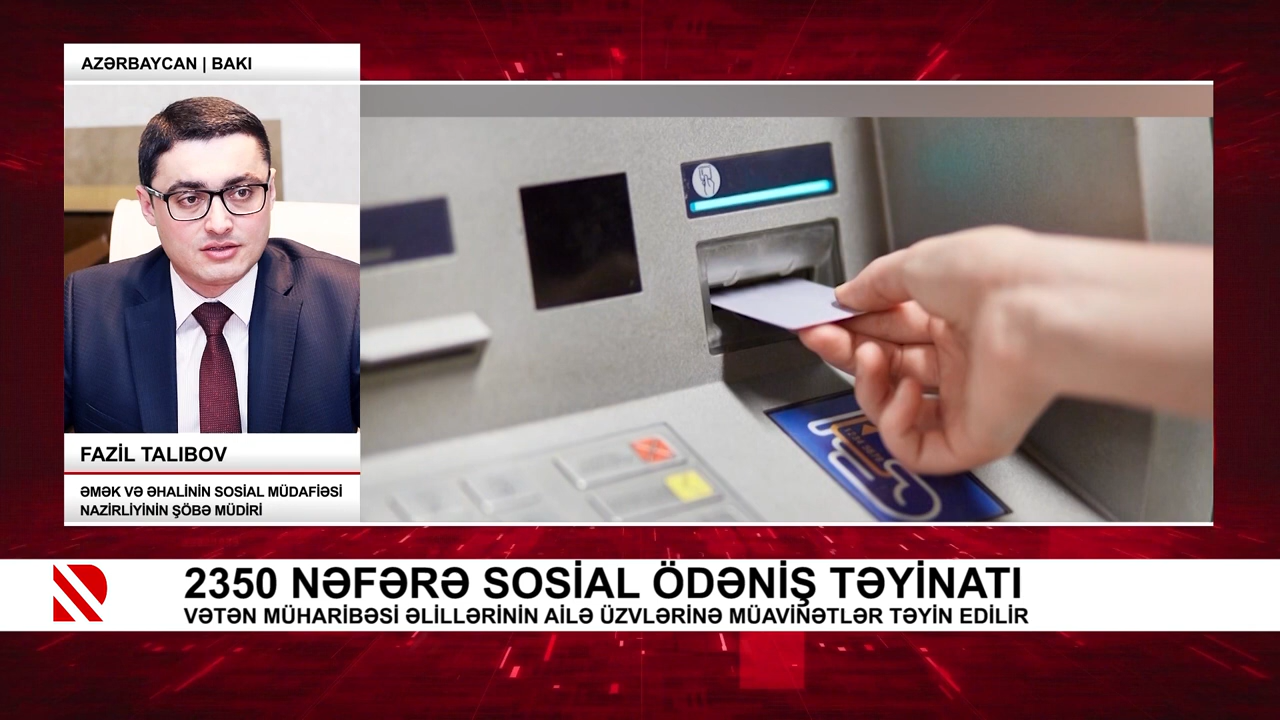 AZƏRBAYCAN | BAKI
FAZİL TALIBOV
ƏMƏK VƏ ƏHALİNİN SOSİAL MÜDAFİƏSİ
NAZİRLİYİNİN ŞÖBƏ MÜDİRİ
2350 NƏFƏRƏ SOSİAL ÖDƏNİŞ TƏYİNATI
VƏTƏN MÜHARİBƏSİ ƏLİLLƏRİNİN AİLƏ ÜZVLƏRİNƏ MÜAVİNƏTLƏR TƏYİN EDİLİR